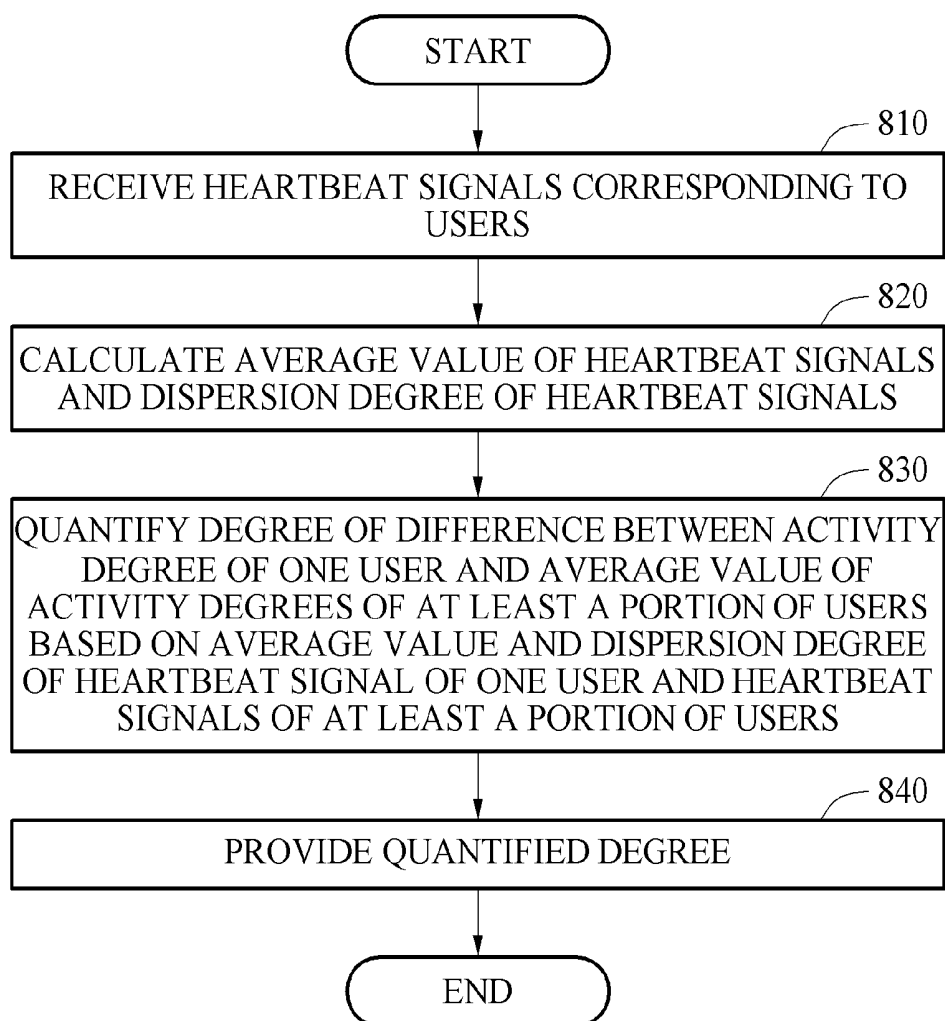 START
810
RECEIVE HEARTBEAT SIGNALS CORRESPONDING TO
USERS
820
CALCULATE AVERAGE VALUE OF HEARTBEAT SIGNALS
AND DISPERSION DEGREE OF HEARTBEAT SIGNALS
830
QUANTIFY DEGREE OF DIFFERENCE BETWEEN ACTIVITY
DEGREE OF ONE USER AND AVERAGE VALUE OF
ACTIVITY DEGREES OF AT LEAST A PORTION OF USERS
BASED ON AVERAGE VALUE AND DISPERSION DEGREE
OF HEARTBEAT SIGNAL OF ONE USER AND HEARTBEAT
SIGNALS OF AT LEAST A PORTION OF USERS
840
PROVIDE QUANTIFIED DEGREE
END